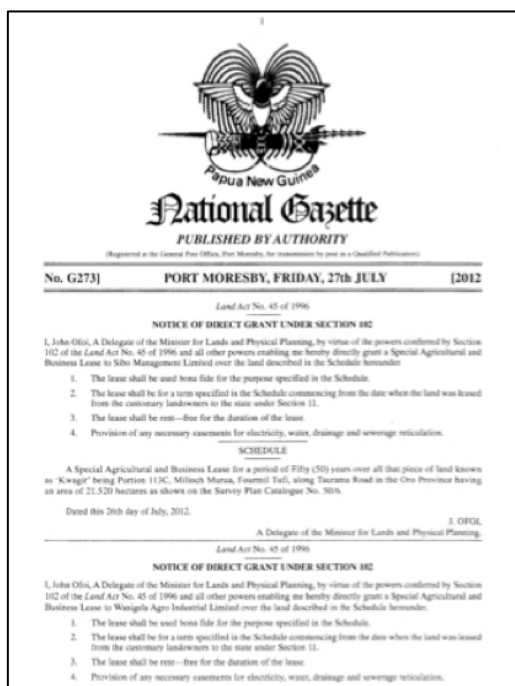 Papua New Guinea
National Gazette
PUBLISHED BY AUTHORITY
(Registered at the General Post Office, Port Moresby, for transmission by post as a Qualified Publication)
No. G273] PORT MORESBY, FRIDAY, 27th JULY [2012
Land Act No. 45 of 1996
NOTICE OF DIRECT GRANT UNDER SECTION 102
I, John Ofoi, A Delegate of the Minister for Lands and Physical Planning, by virtue of the powers conferred by Section
102 of the Land Act No. 45 of 1996 and all other powers enabling me hereby directly grant a Special Agricultural and
Business Lease to Sibo Management Limited over the land described in the Schedule hereunder.
1. The lease shall be used bona fide for the purpose specified in the Schedule.
2. The lease shall be for a term specified in the Schedule commencing from the date when the land was leased
from the customary landowners to the state under Section 11.
3. The lease shall be rent—free for the duration of the lease.
4. Provision of any necessary easements for electricity, water, drainage and sewerage reticulation.
SCHEDULE
A Special Agricultural and Business Lease for a period of Fifty (50) years over all that piece of land known
as 'Kwagir' being Portion 113C, Milinch Murua, Fourmil Tufi, along Taurama Road in the Oro Province having
an area of 21.520 hectares as shown on the Survey Plan Catalogue No. 50/6.
Dated this 26th day of July, 2012.
J. OFOI,
A Delegate of the Minister for Lands and Physical Planning.
Land Act No. 45 of 1996
NOTICE OF DIRECT GRANT UNDER SECTION 102
I, John Ofoi, A Delegate of the Minister for Lands and Physical Planning, by virtue of the powers conferred by Section
102 of the Land Act No. 45 of 1996 and all other powers enabling me hereby directly grant a Special Agricultural and
Business Lease to Wanigela Agro Industrial Limited over the land described in the Schedule hereunder.
1. The lease shall be used bona fide for the purpose specified in the Schedule.
2. The lease shall be for a term specified in the Schedule commencing from the date when the land was leased
from the customary landowners to the state under Section 11.
3. The lease shall be rent—free for the duration of the lease.
4. Provision of any necessary easements for electricity, water, drainage and sewerage reticulation.